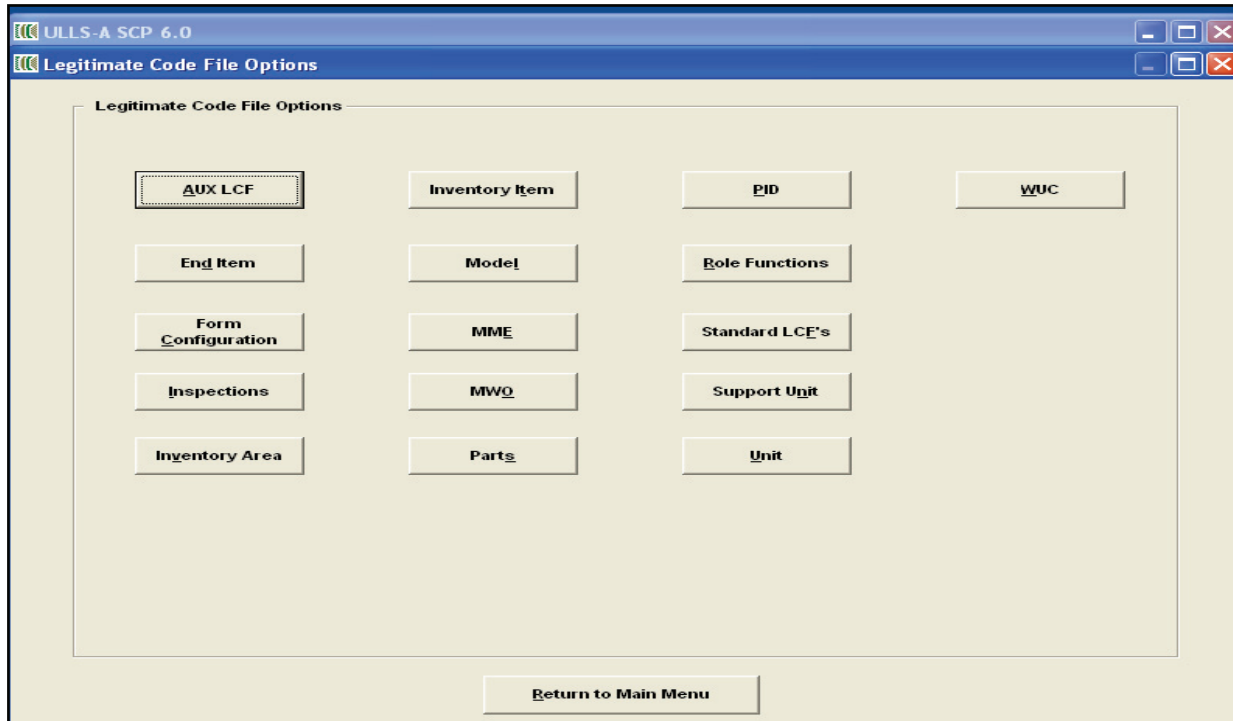 ULLS-A SCP 6.0
Legitimate Code File Options
Legitimate Code File Options
AUX LCF
Inventory Item
PID
WUC
End Item
Model
Role Functions
Form
Configuration
MME
Standard LCF's
Inspections
MWO
Support Unit
Inventory Area
Parts
Unit
Return to Main Menu